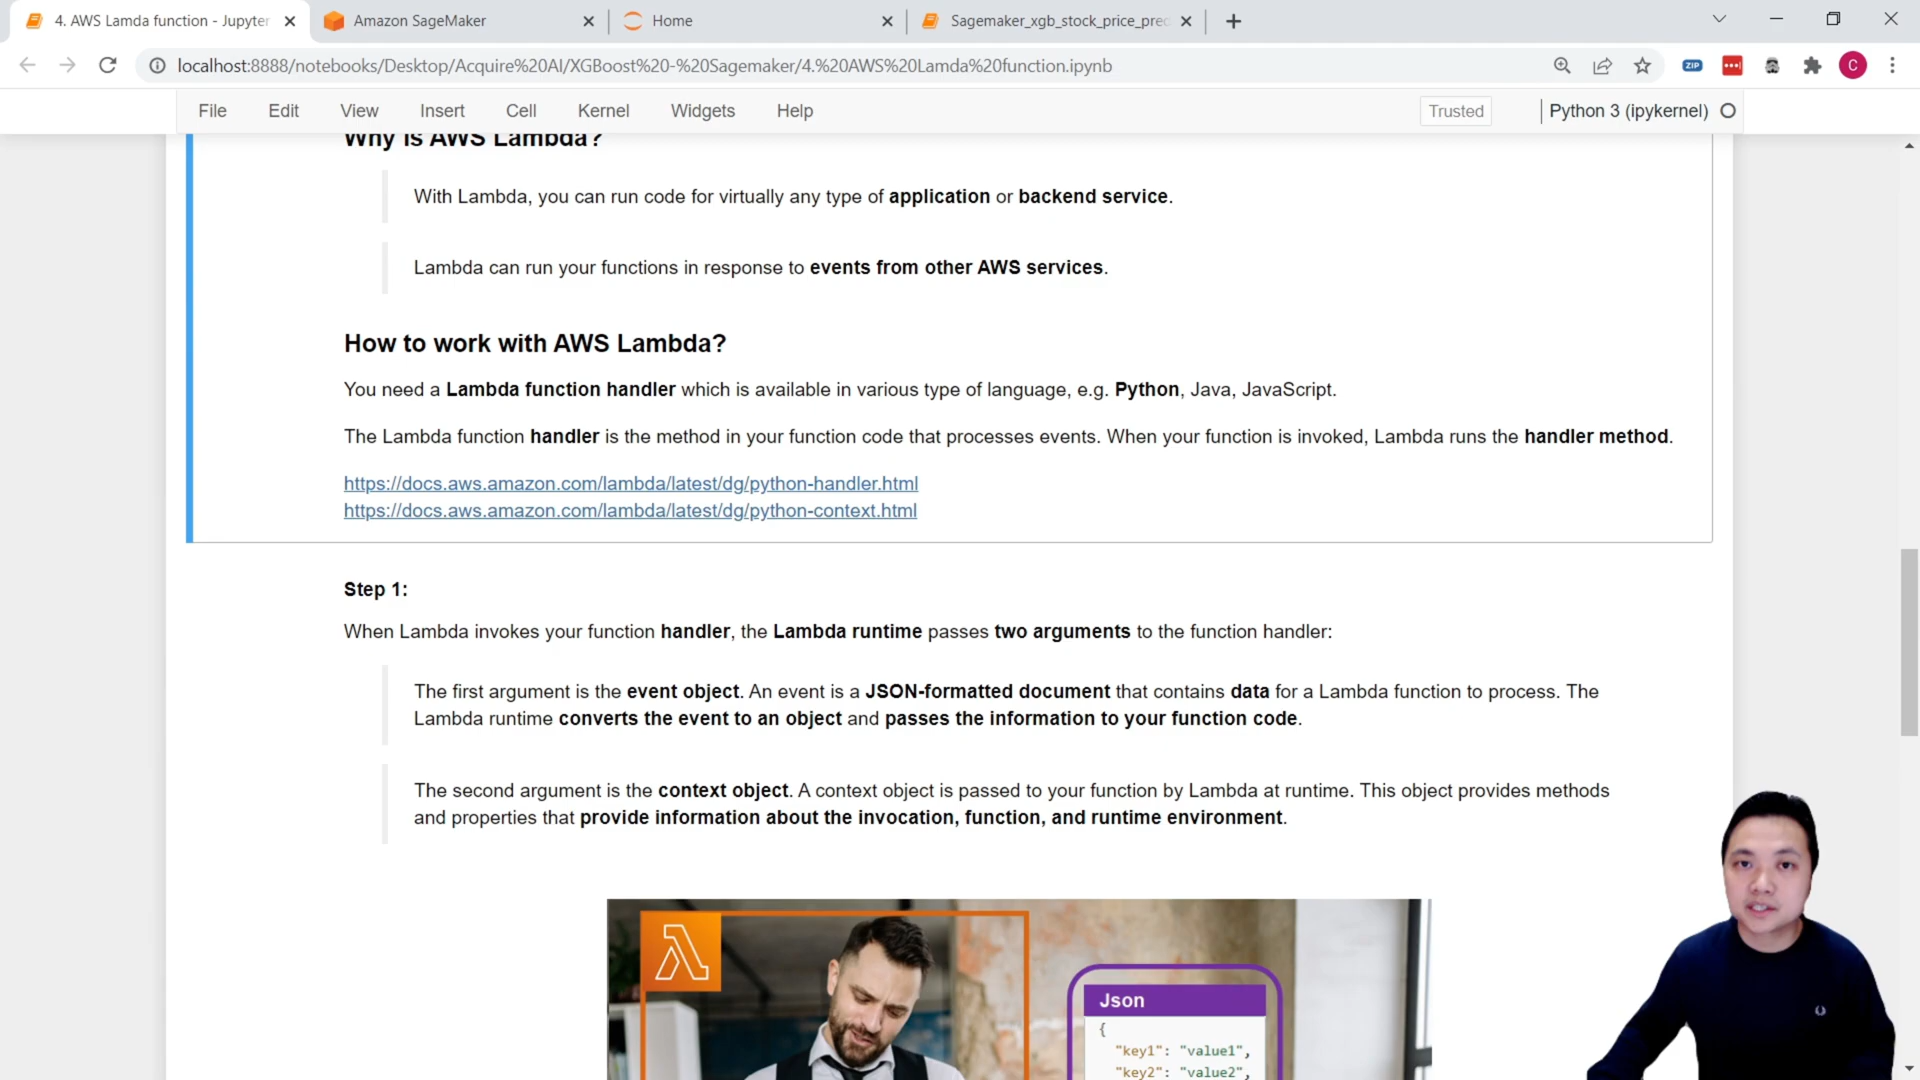 4. AWS Lamda function - Jupyter
Amazon SageMaker
Home
Sagemaker_xgb_stock_price_prec
localhost:8888/notebooks/Desktop/Acquire%20AI/XGBoost%20-%20Sagemaker/4.%20AWS%20Lamda%20function.ipynb
ZIP
C
File Edit View Insert Cell Kernel Widgets Help
Trusted
Python 3 (ipykernel)
Why is AWS Lambda?
With Lambda, you can run code for virtually any type of application or backend service.
Lambda can run your functions in response to events from other AWS services.
How to work with AWS Lambda?
You need a Lambda function handler which is available in various type of language, e.g. Python, Java, JavaScript.
The Lambda function handler is the method in your function code that processes events. When your function is invoked, Lambda runs the handler method.
https://docs.aws.amazon.com/lambda/latest/dg/python-handler.html
https://docs.aws.amazon.com/lambda/latest/dg/python-context.html
Step 1:
When Lambda invokes your function handler, the Lambda runtime passes two arguments to the function handler:
The first argument is the event object. An event is a JSON-formatted document that contains data for a Lambda function to process. The
Lambda runtime converts the event to an object and passes the information to your function code.
The second argument is the context object. A context object is passed to your function by Lambda at runtime. This object provides methods
and properties that provide information about the invocation, function, and runtime environment.
Json
{
"key1": "value1",
"key2": "value2",